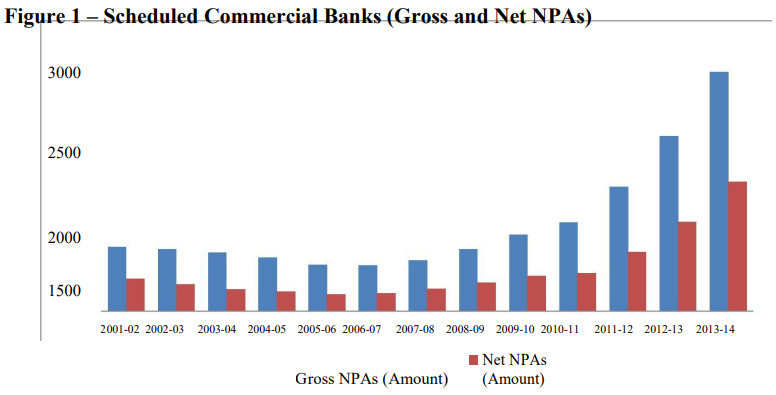 Figure 1 – Scheduled Commercial Banks (Gross and Net NPAs)
3000
2500
2000
1500
2001-02 2002-03 2003-04 2004-05 2005-06 2006-07 2007-08 2008-09 2009-10 2010-11 2011-12 2012-13 2013-14
Net NPAs
Gross NPAs (Amount) (Amount)